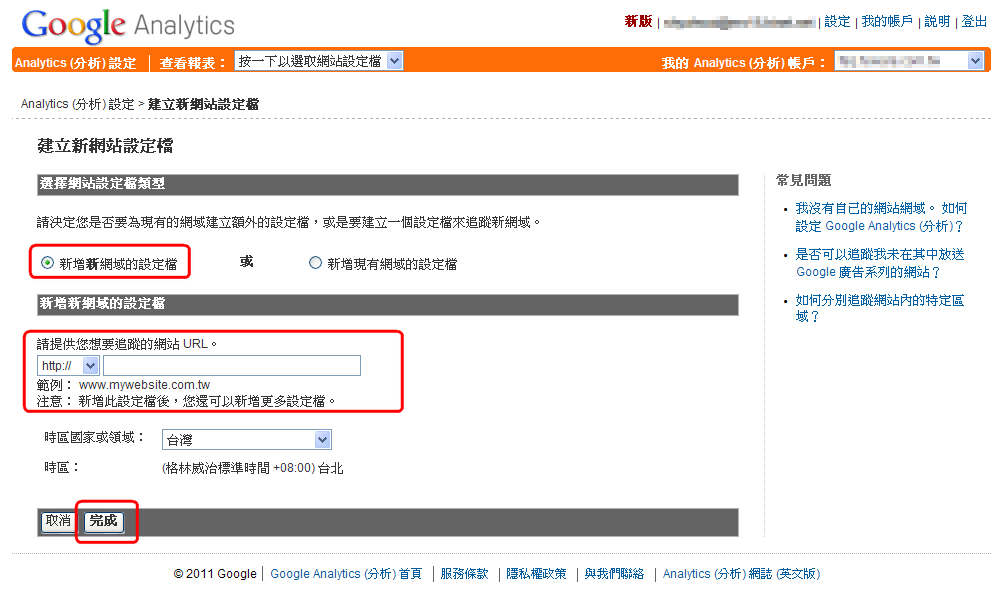 Google Analytics
新版 | | 設定 | 我的帳戶 | 說明 | 登出
Analytics (分析) 設定 | 查看報表： 按一下以選取網站設定檔 我的 Analytics (分析) 帳戶：
Analytics (分析) 設定 > 建立新網站設定檔
建立新網站設定檔
選擇網站設定檔類型
請決定您是否要為現有的網域建立額外的設定檔，或是要建立一個設定檔來追蹤新網域。
新增新網域的設定檔 或 新增現有網域的設定檔
新增新網域的設定檔
請提供您想要追蹤的網站 URL。
http://
範例： www.mywebsite.com.tw
注意： 新增此設定檔後，您還可以新增更多設定檔。
時區國家或領域： 台灣
時區： (格林威治標準時間 +08:00) 台北
取消 完成
常見問題
• 我沒有自己的網站網域。 如何
設定 Google Analytics (分析)？
• 是否可以追蹤我未在其中放送
Google 廣告系列的網站？
• 如何分別追蹤網站內的特定區
域？
© 2011 Google | Google Analytics (分析) 首頁 | 服務條款 | 隱私權政策 | 與我們聯絡 | Analytics (分析) 網誌 (英文版)